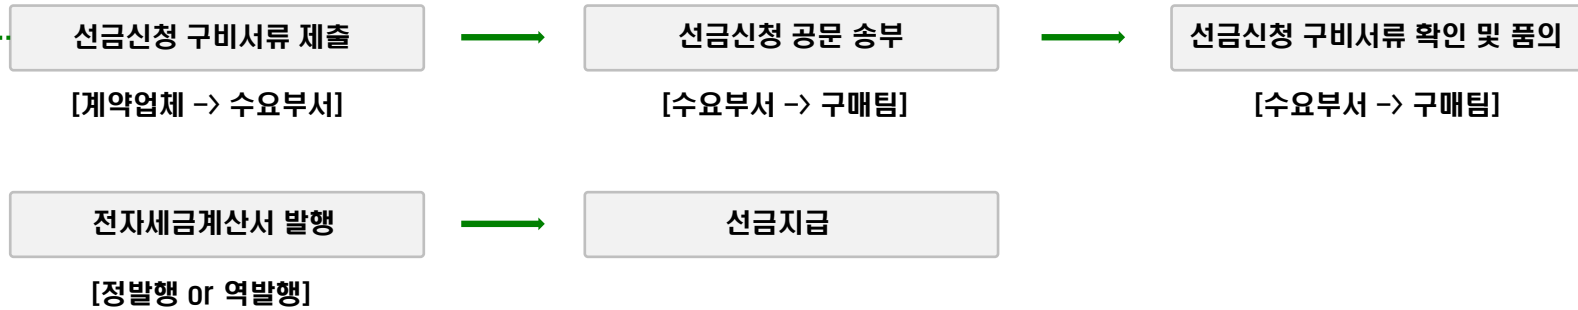 선금신청 구비서류 제출
선금신청 공문 송부
선금신청 구비서류 확인 및 품의
[계약업체 -> 수요부서]
[수요부서 -> 구매팀]
[수요부서 -> 구매팀]
전자세금계산서 발행
선금지급
[정발행 or 역발행]